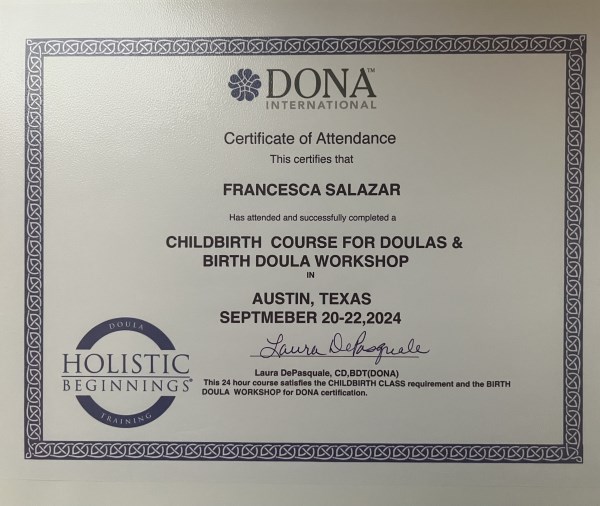 DONA™
INTERNATIONAL
Certificate of Attendance
This certifies that
FRANCESCA SALAZAR
Has attended and successfully completed a
CHILDBIRTH COURSE FOR DOULAS &
BIRTH DOULA WORKSHOP
IN
AUSTIN, TEXAS
SEPTMEBER 20-22,2024
Laura DePasquale
Laura DePasquale, CD,BDT(DONA)
This 24 hour course satisfies the CHILDBIRTH CLASS requirement and the BIRTH
DOULA WORKSHOP for DONA certification.
DOULA
HOLISTIC
BEGINNINGS®
TRAINING